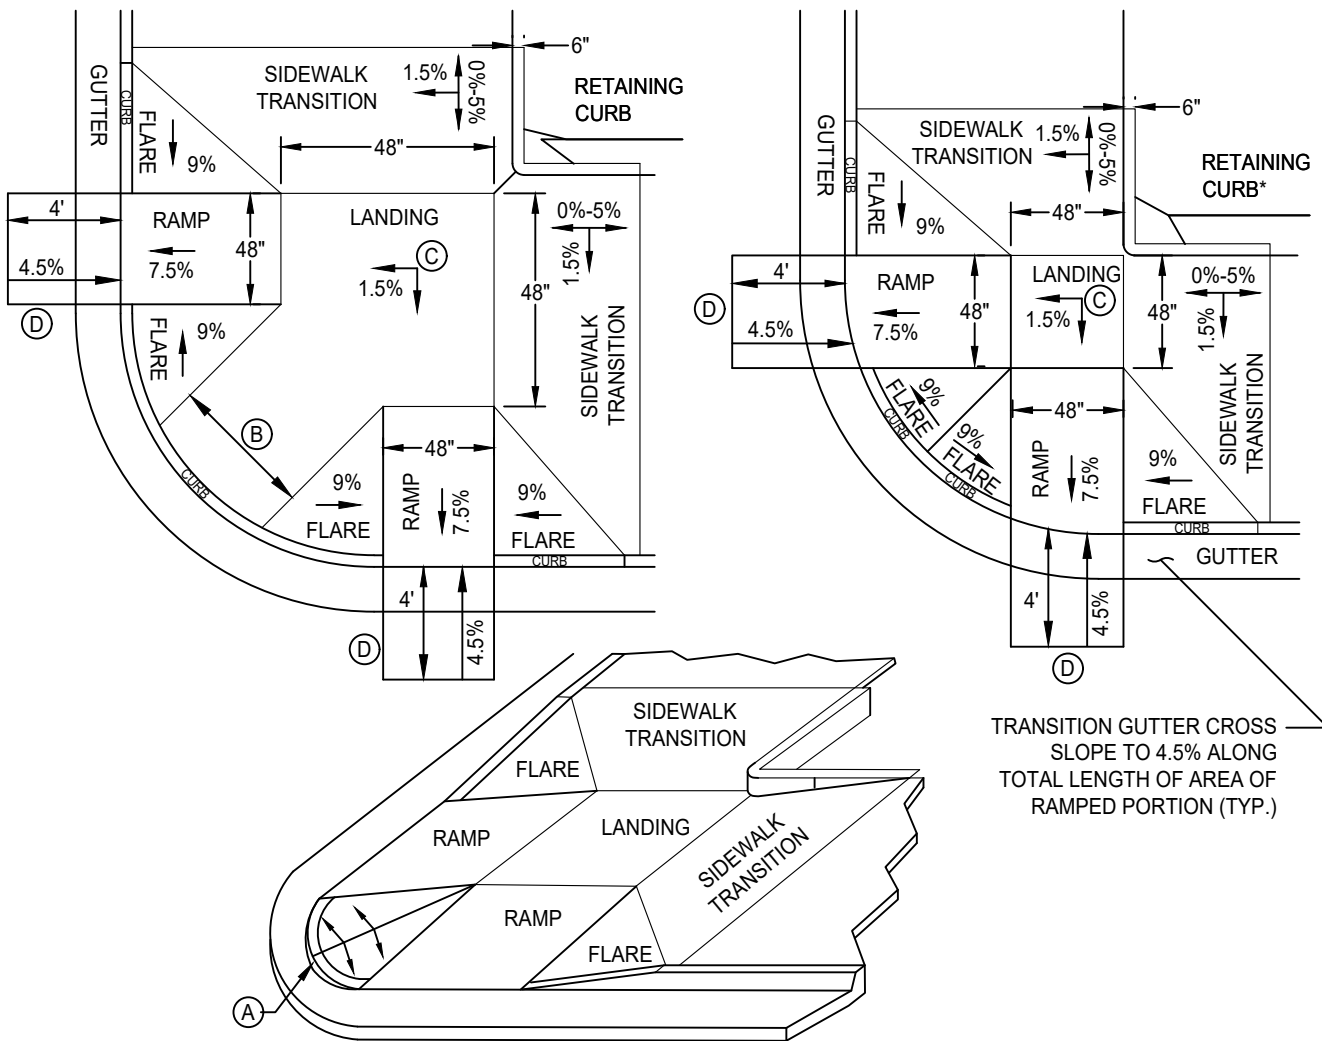 6"
SIDEWALK
TRANSITION
1.5%
0%-5%
RETAINING
CURB
GUTTER
CURB
FLARE
9%
48"
4'
RAMP
48"
LANDING
0%-5%
1.5%
4.5%
7.5%
C
1.5%
48"
D
FLARE
9%
SIDEWALK
TRANSITION
B
48"
CURB
9%
FLARE
RAMP
7.5%
9%
FLARE
CURB
4'
4.5%
D
6"
SIDEWALK
TRANSITION
1.5%
0%-5%
RETAINING
CURB*
GUTTER
CURB
FLARE
9%
48"
4'
RAMP
48"
LANDING
C
1.5%
48"
0%-5%
1.5%
D
4.5%
7.5%
9%
FLARE
CURB
9%
FLARE
CURB
48"
RAMP
7.5%
9%
FLARE
CURB
SIDEWALK
TRANSITION
GUTTER
4'
4.5%
D
TRANSITION GUTTER CROSS
SLOPE TO 4.5% ALONG
TOTAL LENGTH OF AREA OF
RAMPED PORTION (TYP.)
SIDEWALK
TRANSITION
FLARE
RAMP
LANDING
SIDEWALK
TRANSITION
RAMP
FLARE
A